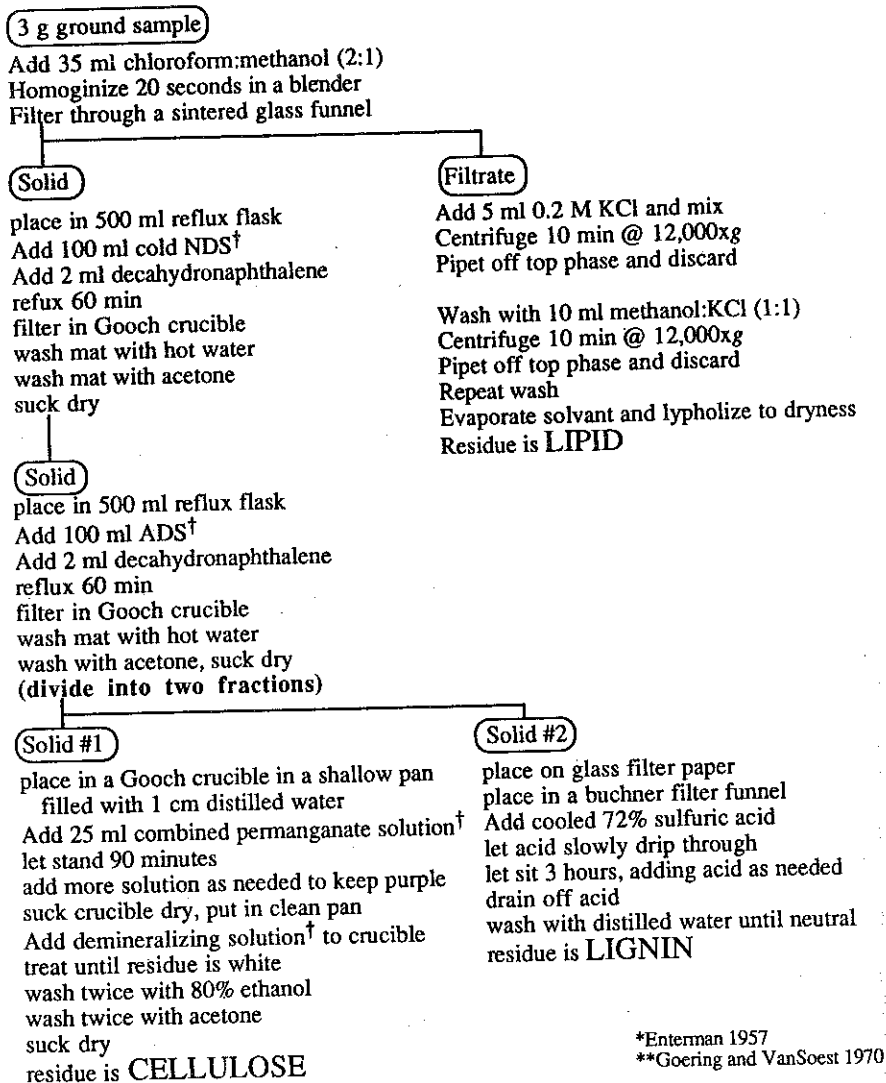 3 g ground sample
Add 35 ml chloroform:methanol (2:1)
Homoginize 20 seconds in a blender
Filter through a sintered glass funnel
Solid
place in 500 ml reflux flask
Add 100 ml cold NDS†
Add 2 ml decahydronaphthalene
refux 60 min
filter in Gooch crucible
wash mat with hot water
wash mat with acetone
suck dry
Filtrate
Add 5 ml 0.2 M KCl and mix
Centrifuge 10 min @ 12,000xg
Pipet off top phase and discard
Wash with 10 ml methanol:KCl (1:1)
Centrifuge 10 min @ 12,000xg
Pipet off top phase and discard
Repeat wash
Evaporate solvant and lypholize to dryness
Residue is LIPID
Solid
place in 500 ml reflux flask
Add 100 ml ADS†
Add 2 ml decahydronaphthalene
reflux 60 min
filter in Gooch crucible
wash mat with hot water
wash with acetone, suck dry
(divide into two fractions)
Solid #1
place in a Gooch crucible in a shallow pan
filled with 1 cm distilled water
Add 25 ml combined permanganate solution†
let stand 90 minutes
add more solution as needed to keep purple
suck crucible dry, put in clean pan
Add demineralizing solution† to crucible
treat until residue is white
wash twice with 80% ethanol
wash twice with acetone
suck dry
residue is CELLULOSE
Solid #2
place on glass filter paper
place in a buchner filter funnel
Add cooled 72% sulfuric acid
let acid slowly drip through
let sit 3 hours, adding acid as needed
drain off acid
wash with distilled water until neutral
residue is LIGNIN
*Enterman 1957
**Goering and VanSoest 1970